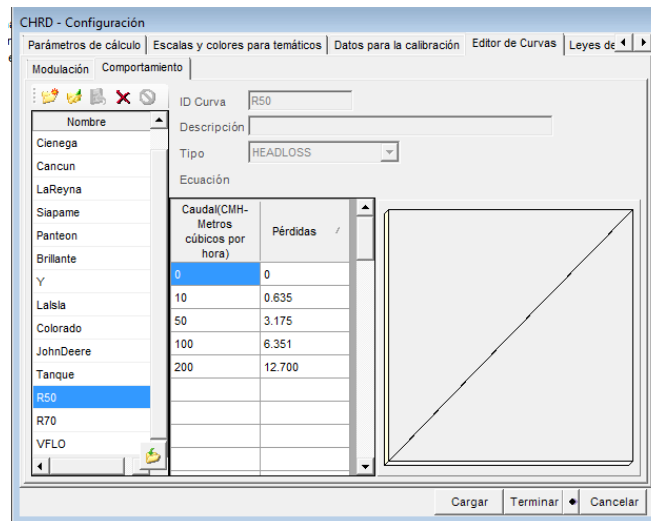 CHRD - Configuración
Parámetros de cálculo Escalas y colores para temáticos Datos para la calibración Editor de Curvas Leyes de
Modulación Comportamiento
ID Curva R50
Descripción
Tipo HEADLOSS
Ecuación
Nombre
Cienega
Cancun
LaReyna
Siapame
Panteon
Brillante
Y
LaIsla
Colorado
JohnDeere
Tanque
R50
R70
VFLO
Caudal(CMH-
Metros
cúbicos por
hora)
Pérdidas
0 0
10 0.635
50 3.175
100 6.351
200 12.700
Cargar Terminar Cancelar